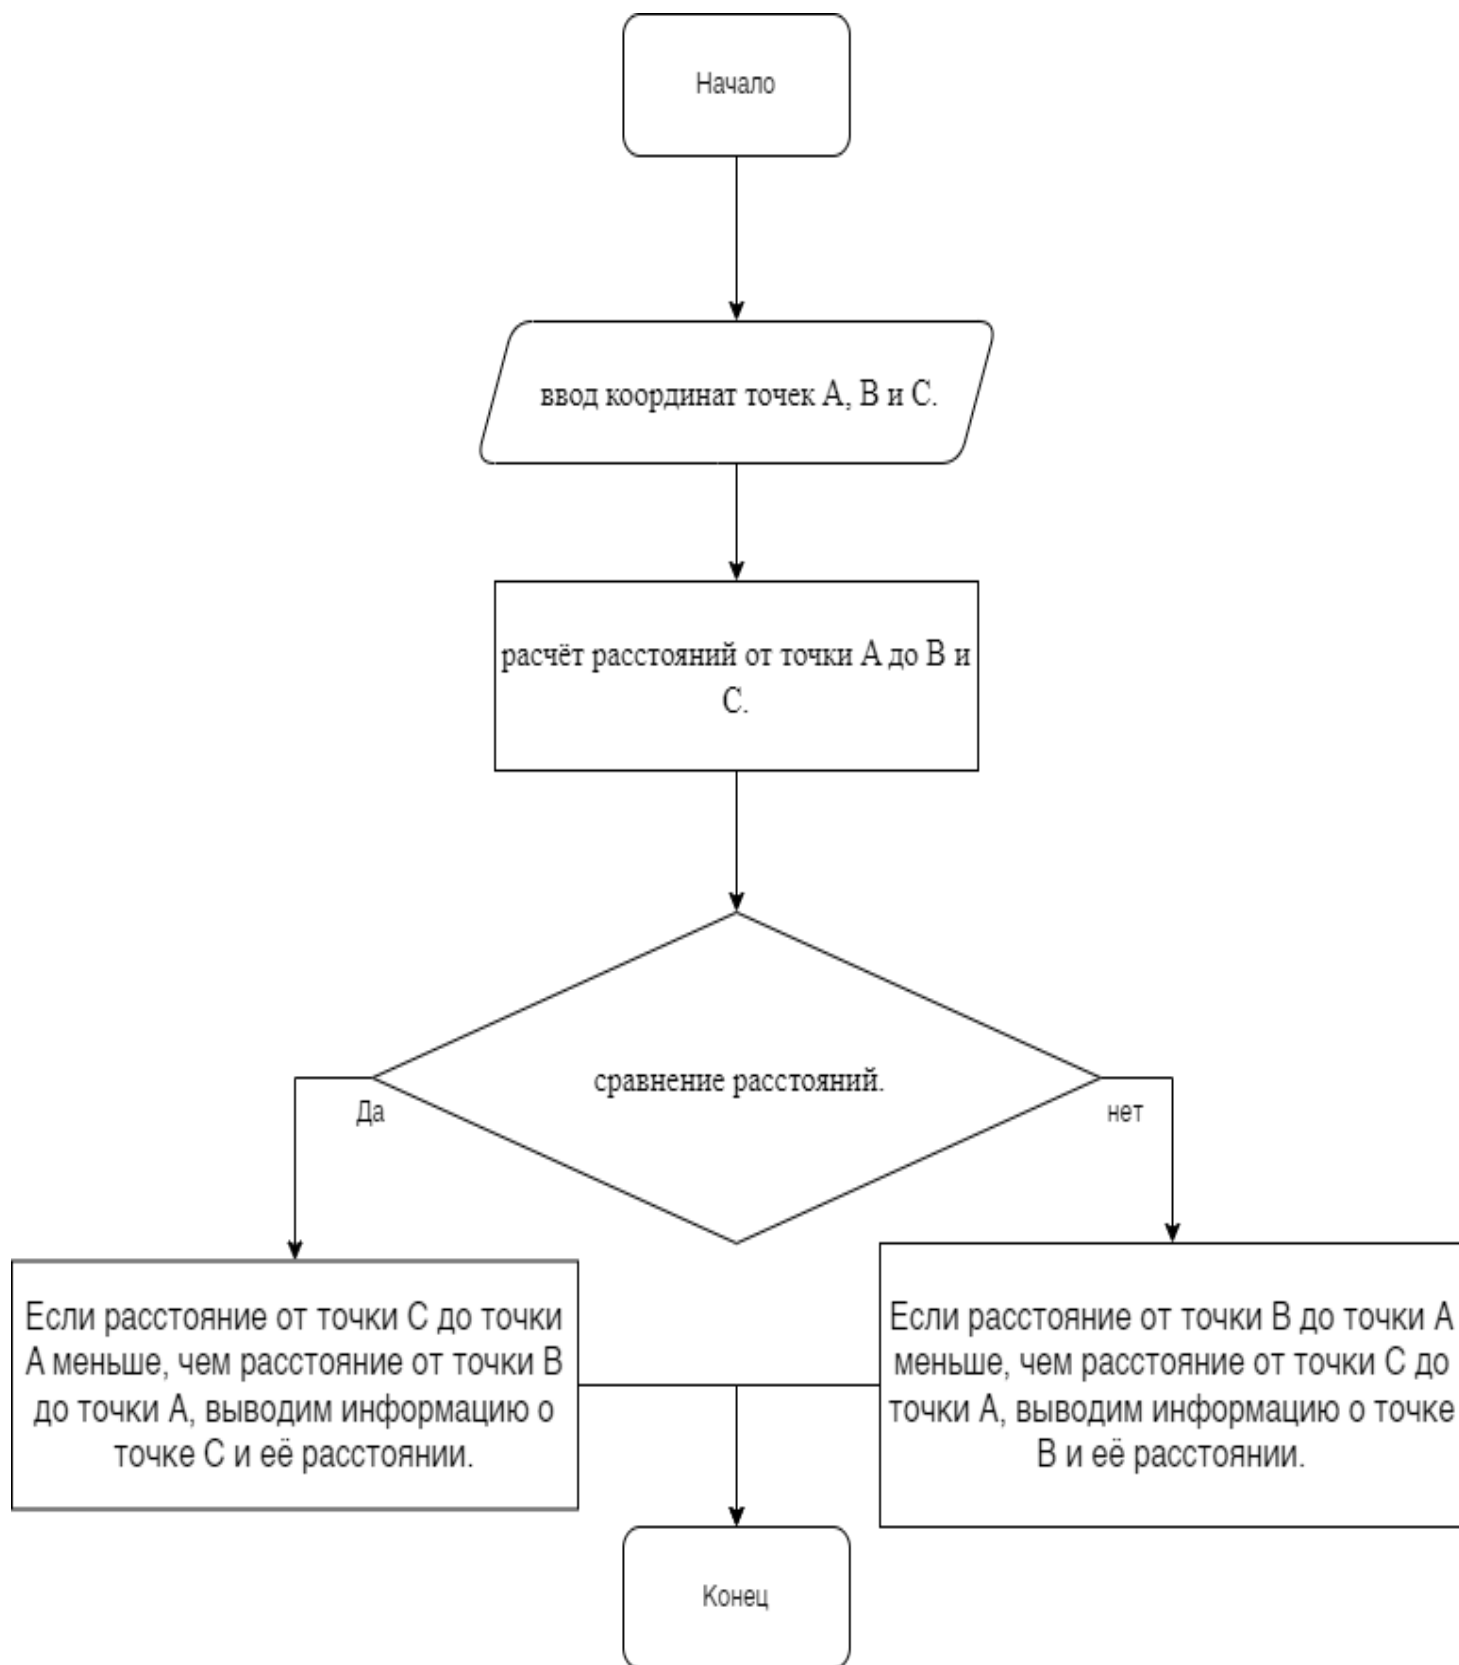 Начало
ввод координат точек A, B и C.
расчёт расстояний от точки A до B и
C.
сравнение расстояний.
Да
нет
Если расстояние от точки C до точки
A меньше, чем расстояние от точки B
до точки A, выводим информацию о
точке C и её расстоянии.
Если расстояние от точки B до точки A
меньше, чем расстояние от точки C до
точки A, выводим информацию о точке
B и её расстоянии.
Конец